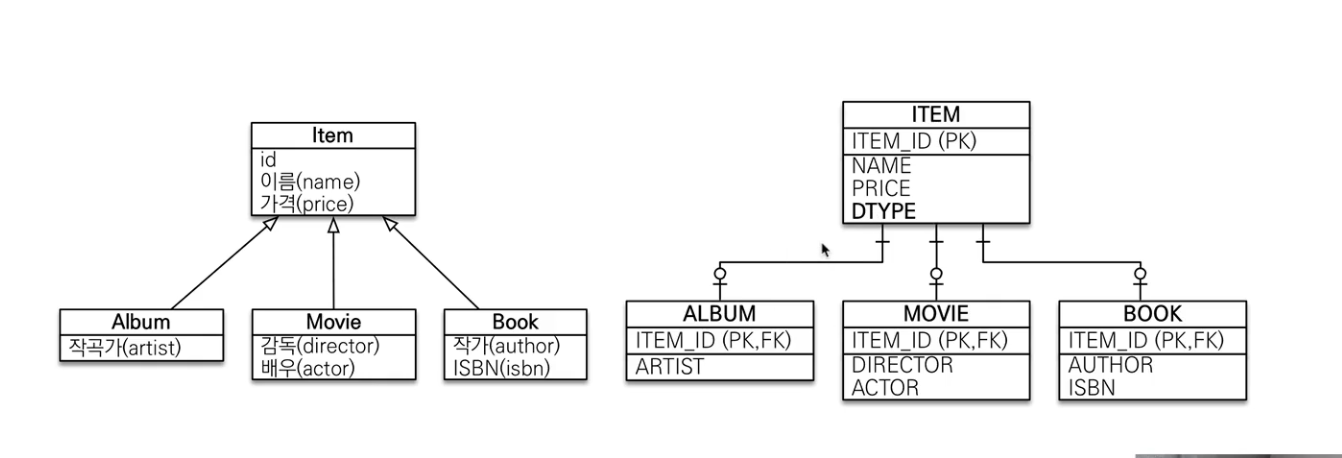 Item
id
이름(name)
가격(price)
Album
작곡가(artist)
Movie
감독(director)
배우(actor)
Book
작가(author)
ISBN(isbn)
ITEM
ITEM_ID (PK)
NAME
PRICE
DTYPE
ALBUM
ITEM_ID (PK,FK)
ARTIST
MOVIE
ITEM_ID (PK,FK)
DIRECTOR
ACTOR
BOOK
ITEM_ID (PK,FK)
AUTHOR
ISBN